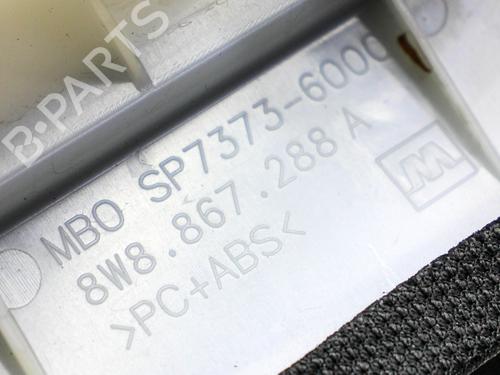 B-PARTS
MBO SP7373-6000
8W8.867.288 A
>PC+ABS<